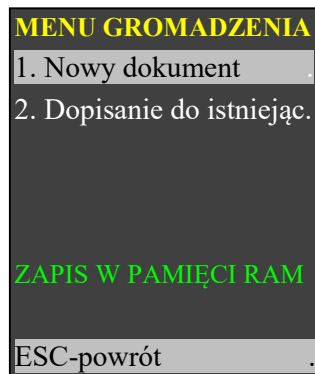 MENU GROMADZENIA
1. Nowy dokument .
2. Dopisanie do istniejąc.
ZAPIS W PAMIĘCI RAM
ESC-powrót .